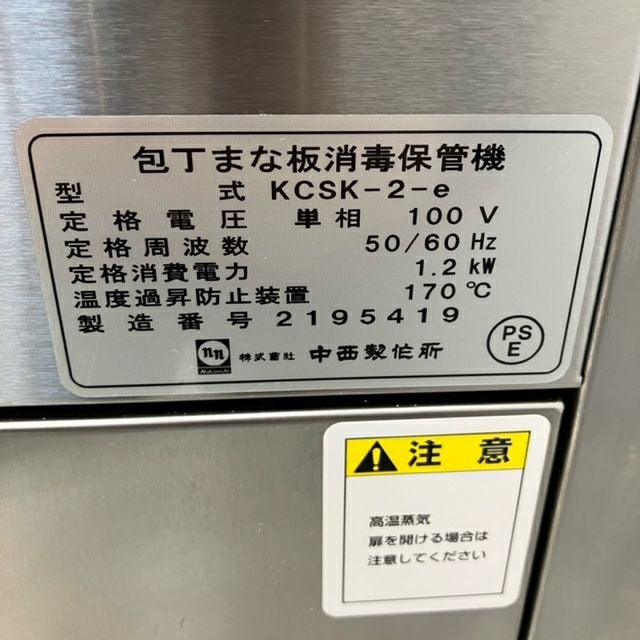 包丁まな板消毒保管機
型式 KCSK-2-e
定格電圧 単相 100 V
定格周波数 50/60 Hz
定格消費電力 1.2 kW
温度過昇防止装置 170 ℃
製造番号 2195419
株式會社 中西製作所
PS
E
注意
高温蒸気
扉を開ける場合は
注意してください